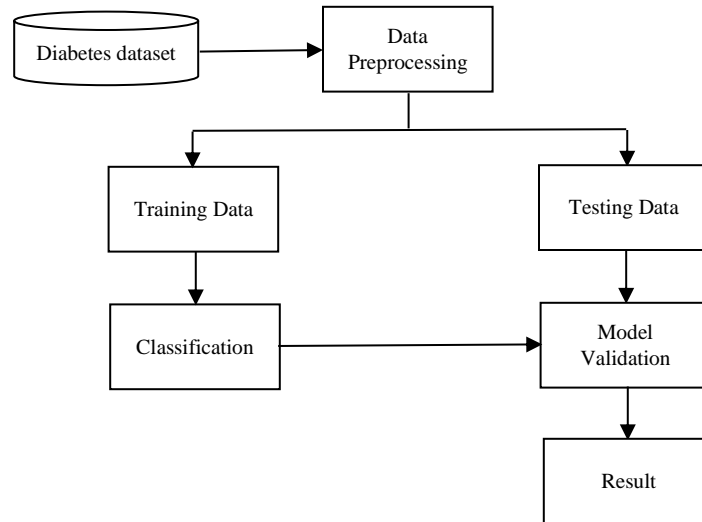 Diabetes dataset
Data
Preprocessing
Training Data
Testing Data
Classification
Model
Validation
Result